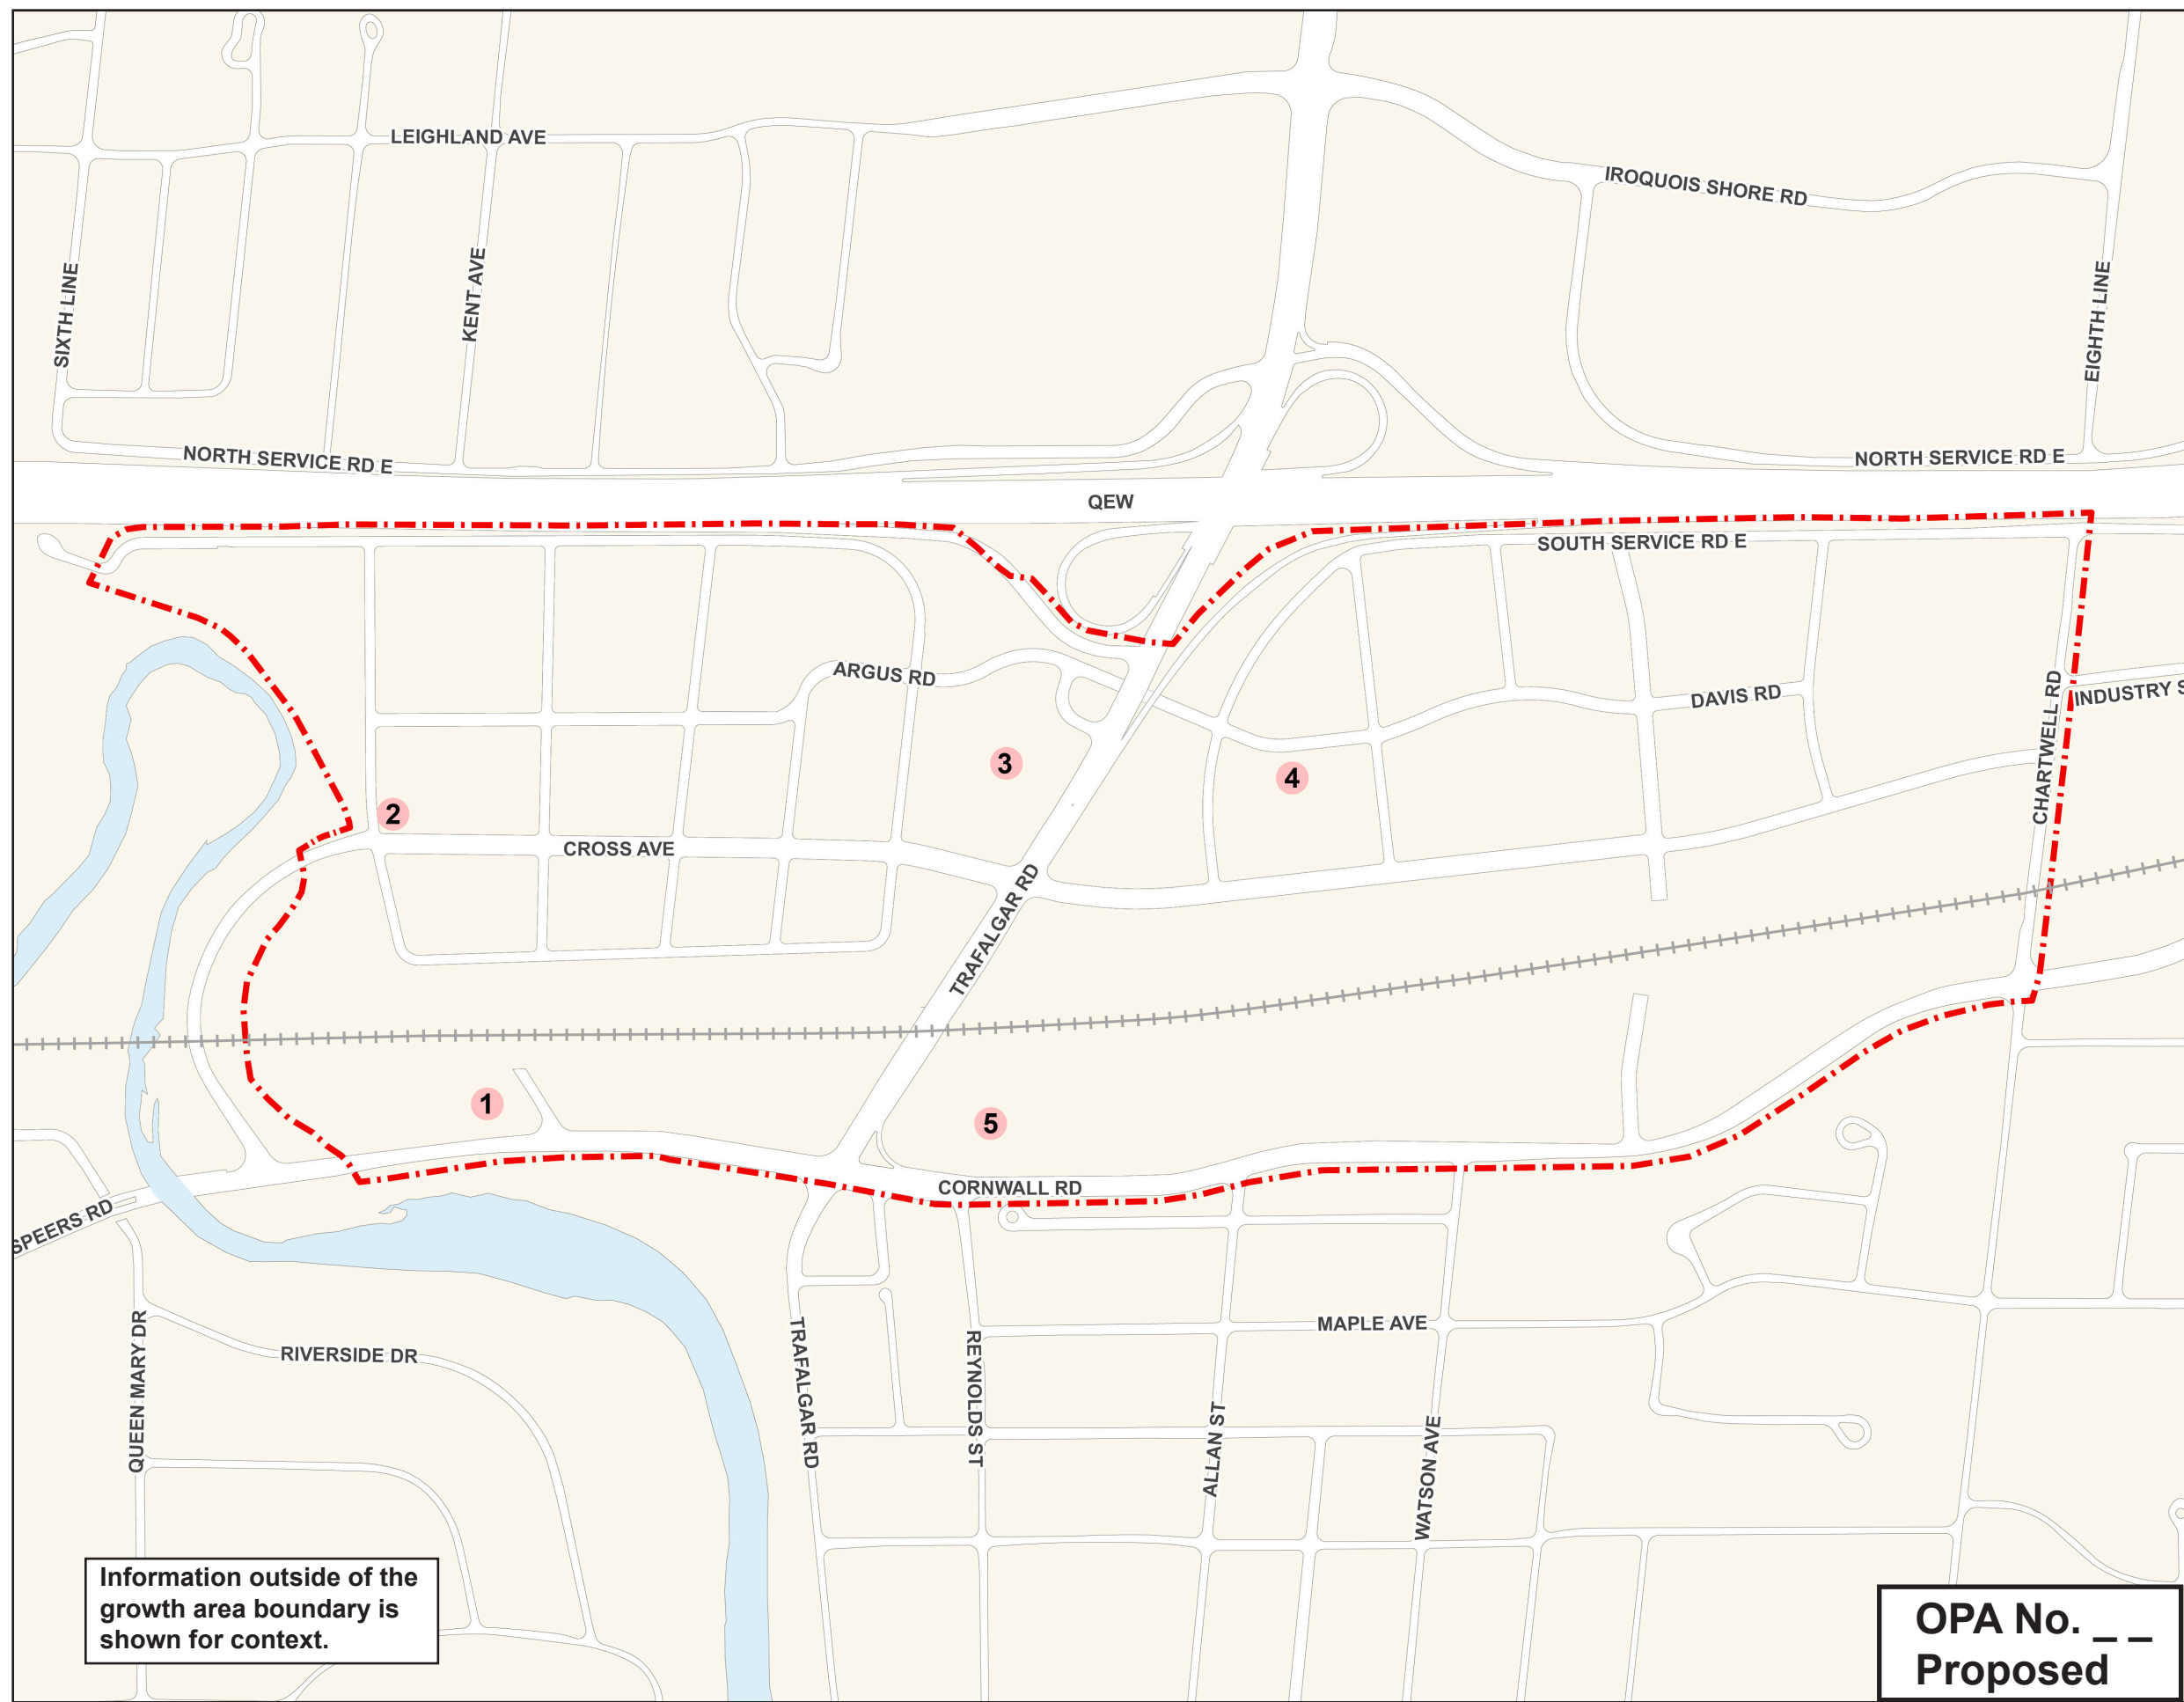 LEIGHLAND AVE
IROQUOIS SHORE RD
SIXTH LINE
KENT AVE
EIGHTH LINE
NORTH SERVICE RD E
NORTH SERVICE RD E
QEW
SOUTH SERVICE RD E
ARGUS RD
DAVIS RD
INDUSTRY S
CHARTWELL RD
3
4
2
CROSS AVE
TRAFALGAR RD
1
5
CORNWALL RD
SPEERS RD
MAPLE AVE
RIVERSIDE DR
QUEEN MARY DR
TRAFALGAR RD
REYNOLDS ST
ALLAN ST
WATSON AVE
Information outside of the
growth area boundary is
shown for context.
OPA No. _ _
Proposed